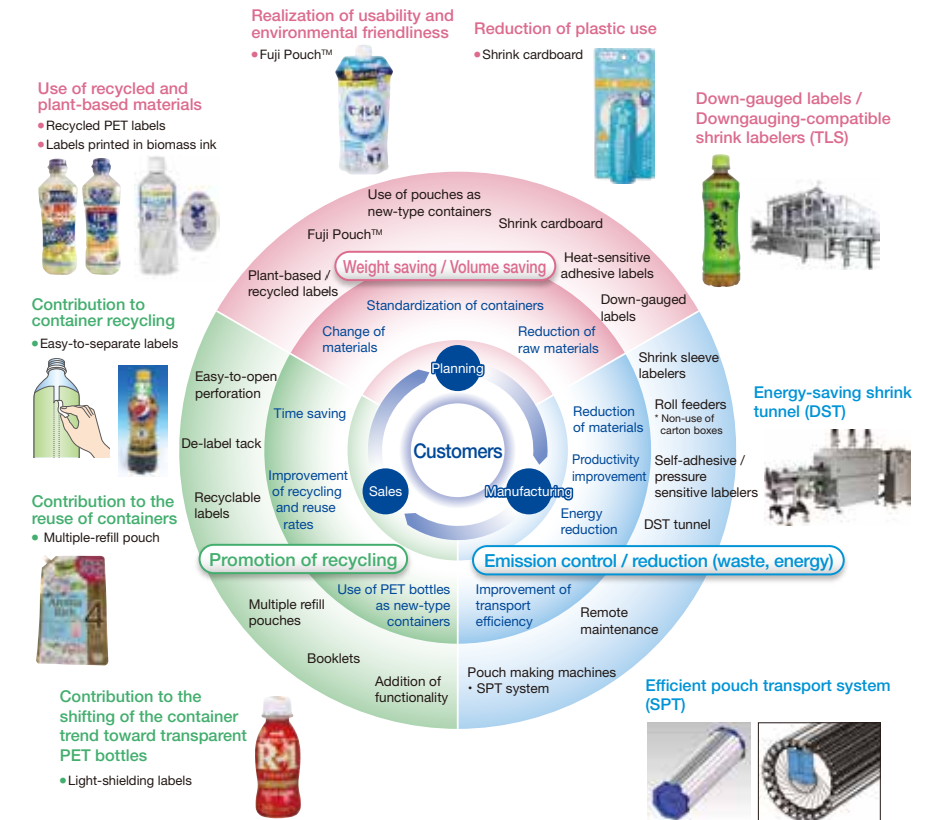 Realization of usability and
environmental friendliness
• Fuji Pouch™
Reduction of plastic use
• Shrink cardboard
Use of recycled and
plant-based materials
• Recycled PET labels
• Labels printed in biomass ink
Down-gauged labels /
Downgauging-compatible
shrink labelers (TLS)
Use of pouches as
new-type containers
Shrink cardboard
Fuji Pouch™
Heat-sensitive
adhesive labels
Plant-based /
recycled labels
Weight saving / Volume saving
Down-gauged
labels
Standardization of containers
Change of
materials
Reduction of
raw materials
Contribution to
container recycling
• Easy-to-separate labels
Easy-to-open
perforation
De-label tack
Recyclable
labels
Time saving
Improvement
of recycling
and reuse
rates
Planning
Customers
Sales
Manufacturing
Reduction
of materials
Productivity
improvement
Energy
reduction
Shrink sleeve
labelers
Roll feeders
* Non-use of
carton boxes
Self-adhesive /
pressure
sensitive labelers
DST tunnel
Energy-saving shrink
tunnel (DST)
Contribution to the
reuse of containers
• Multiple-refill pouch
4
Promotion of recycling
Emission control / reduction (waste, energy)
Use of PET bottles
as new-type
containers
Improvement of
transport
efficiency
Multiple refill
pouches
Booklets
Addition of
functionality
Remote
maintenance
Pouch making machines
・SPT system
Contribution to the
shifting of the container
trend toward transparent
PET bottles
• Light-shielding labels
R-1
Efficient pouch transport system
(SPT)